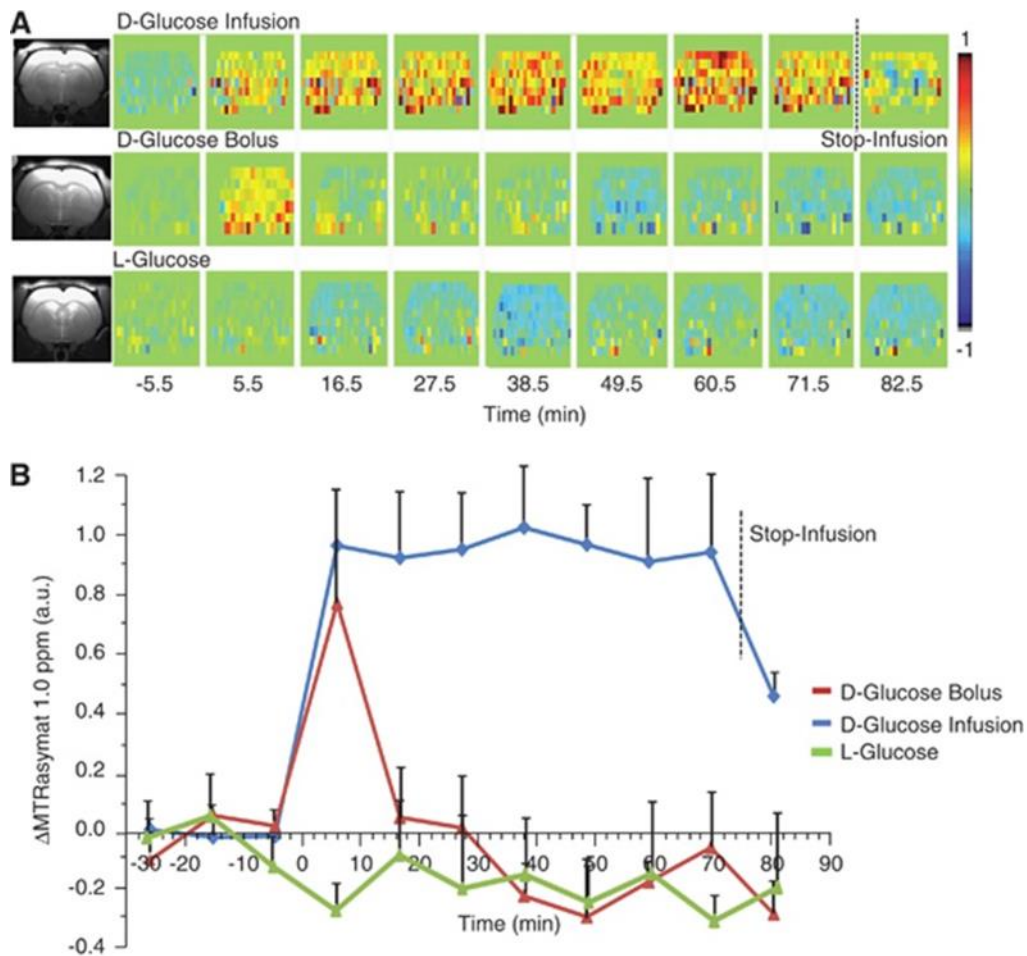 A
D-Glucose Infusion
1
D-Glucose Bolus
Stop-Infusion
L-Glucose
-1
-5.5 5.5 16.5 27.5 38.5 49.5 60.5 71.5 82.5
Time (min)
B
1.2
1.0
0.8
0.6
0.4
0.2
0.0
-0.2
-0.4
ΔMTRasymat 1.0 ppm (a.u.)
Stop-Infusion
D-Glucose Bolus
D-Glucose Infusion
L-Glucose
-30 -20 -10 0 10 20 30 40 50 60 70 80 90
Time (min)